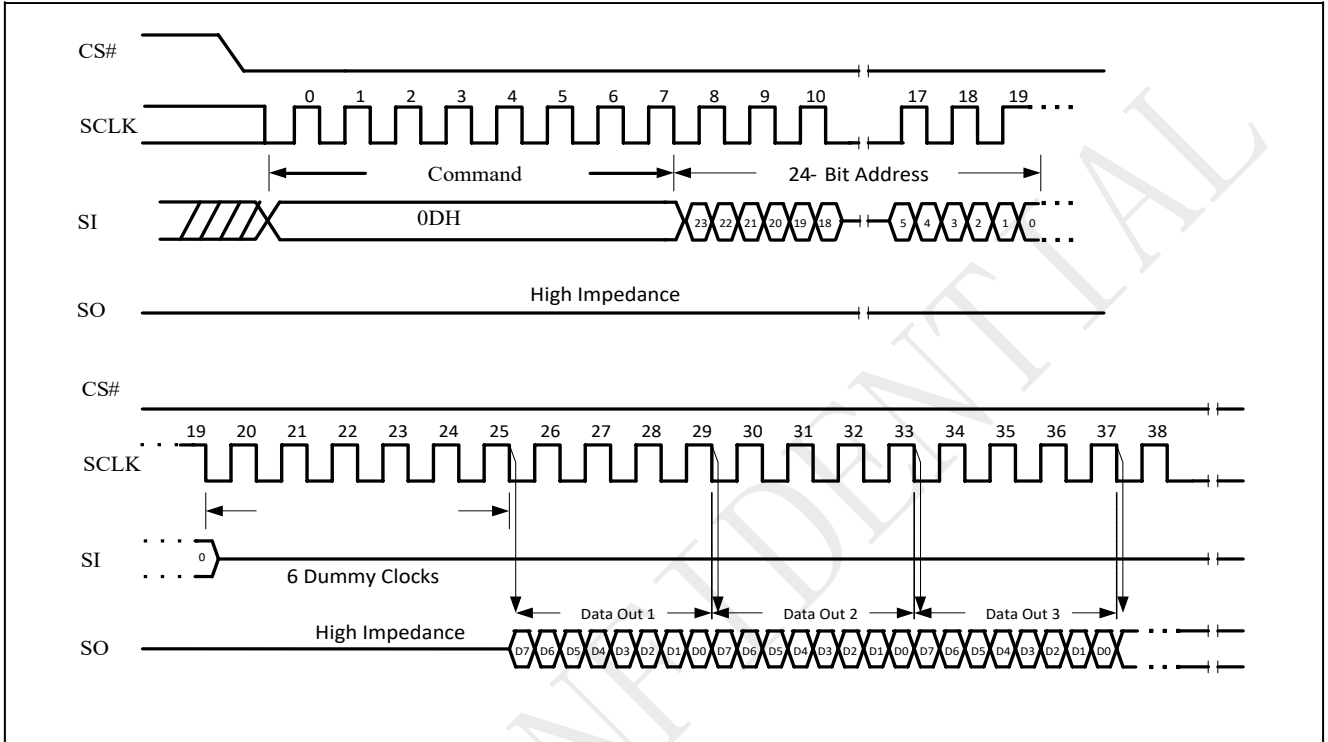 CS#
0 1 2 3 4 5 6 7 8 9 10 17 18 19
SCLK
Command 24- Bit Address
SI 0DH 23 22 21 20 19 18 5 4 3 2 1 0
High Impedance
SO
CS#
19 20 21 22 23 24 25 26 27 28 29 30 31 32 33 34 35 36 37 38
SCLK
SI 0
6 Dummy Clocks
Data Out 1 Data Out 2 Data Out 3
High Impedance
SO D7 D6 D5 D4 D3 D2 D1 D0 D7 D6 D5 D4 D3 D2 D1 D0 D7 D6 D5 D4 D3 D2 D1 D0
NFIDENTIAL